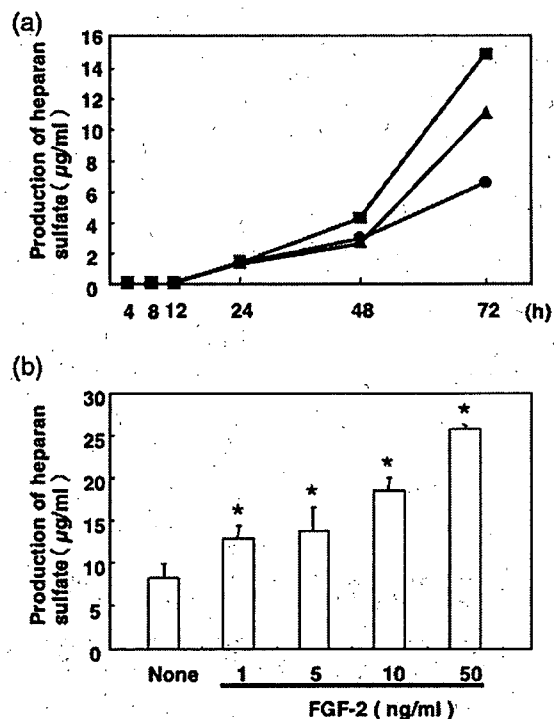 (a)
Production of heparan
sulfate ( μg/ml )
16
14
12
10
8
6
4
2
0
4 8 12 24 48 72 (h)
(b)
Production of heparan
sulfate ( μg/ml )
30
25
20
15
10
5
0
* * * *
None 1 5 10 50
FGF-2 ( ng/ml )